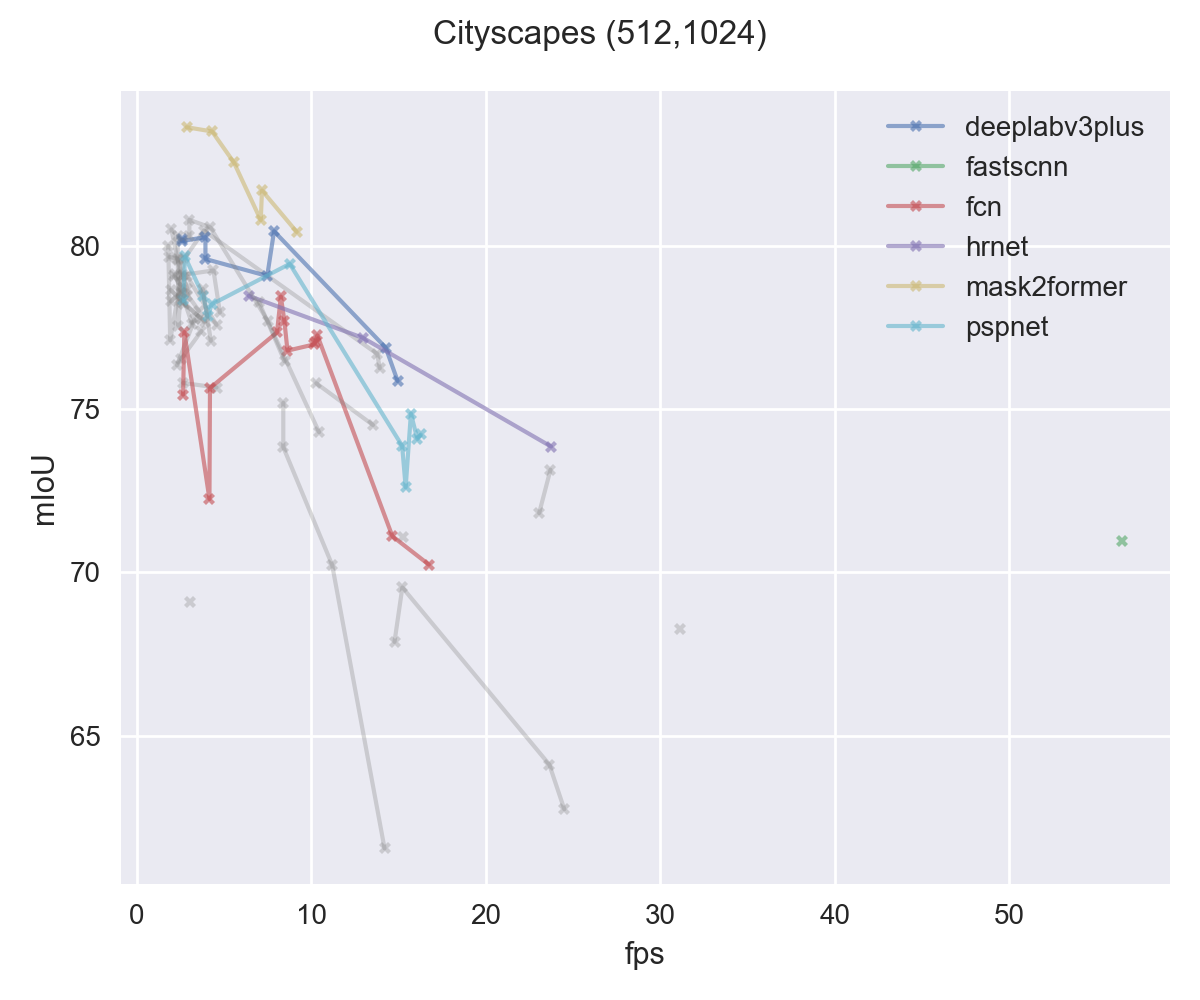 Cityscapes (512,1024)
deeplabv3plus
fastscnn
fcn
hrnet
mask2former
pspnet
80
75
70
65
mIoU
0 10 20 30 40 50
fps